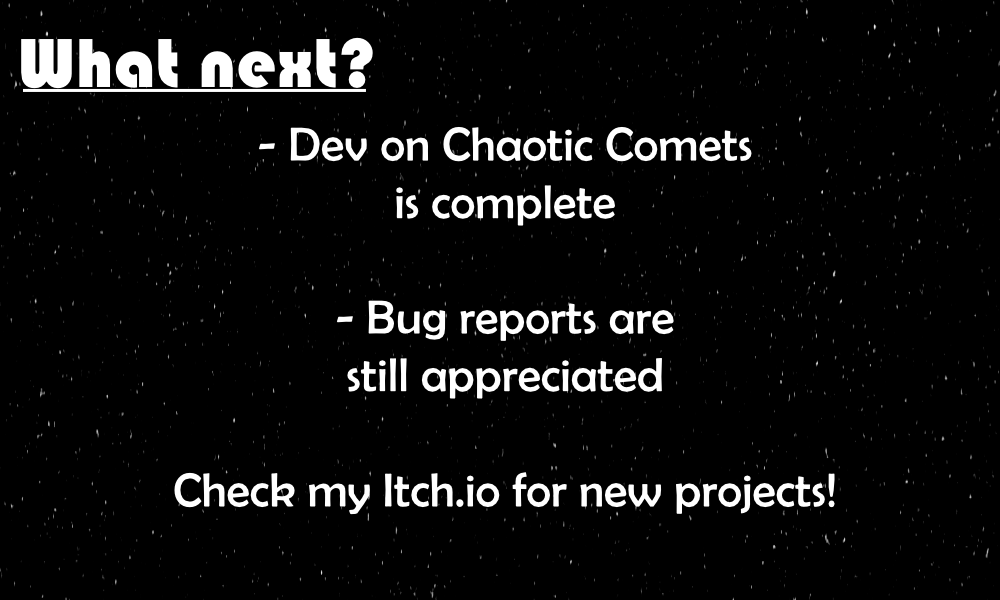 What next?
- Dev on Chaotic Comets
is complete
- Bug reports are
still appreciated
Check my Itch.io for new projects!